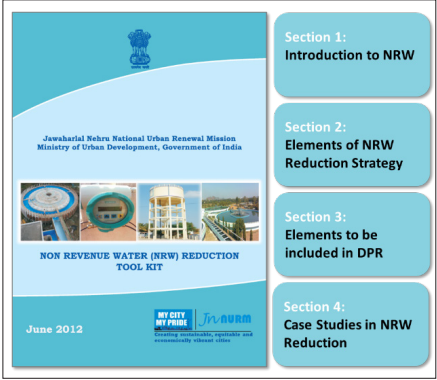 Jawaharlal Nehru National Urban Renewal Mission
Ministry of Urban Development, Government of India
NON REVENUE WATER (NRW) REDUCTION
TOOL KIT
June 2012
MY CITY
MY PRIDE
JnNURM
Creating sustainable, equitable and
economically vibrant cities
Section 1:
Introduction to NRW
Section 2:
Elements of NRW
Reduction Strategy
Section 3:
Elements to be
included in DPR
Section 4:
Case Studies in NRW
Reduction